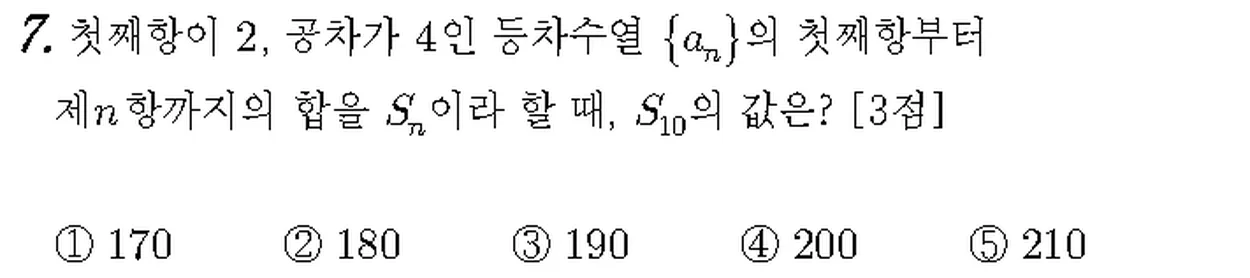 7. 첫째항이 2, 공차가 4인 등차수열 {aₙ}의 첫째항부터
제n항까지의 합을 Sₙ이라 할 때, S₁₀의 값은? [3점]
① 170 ② 180 ③ 190 ④ 200 ⑤ 210